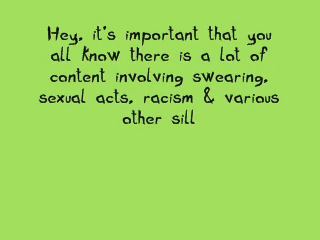 Hey, it's important that you
all know there is a lot of
content involving swearing,
sexual acts, racism & various
other sill